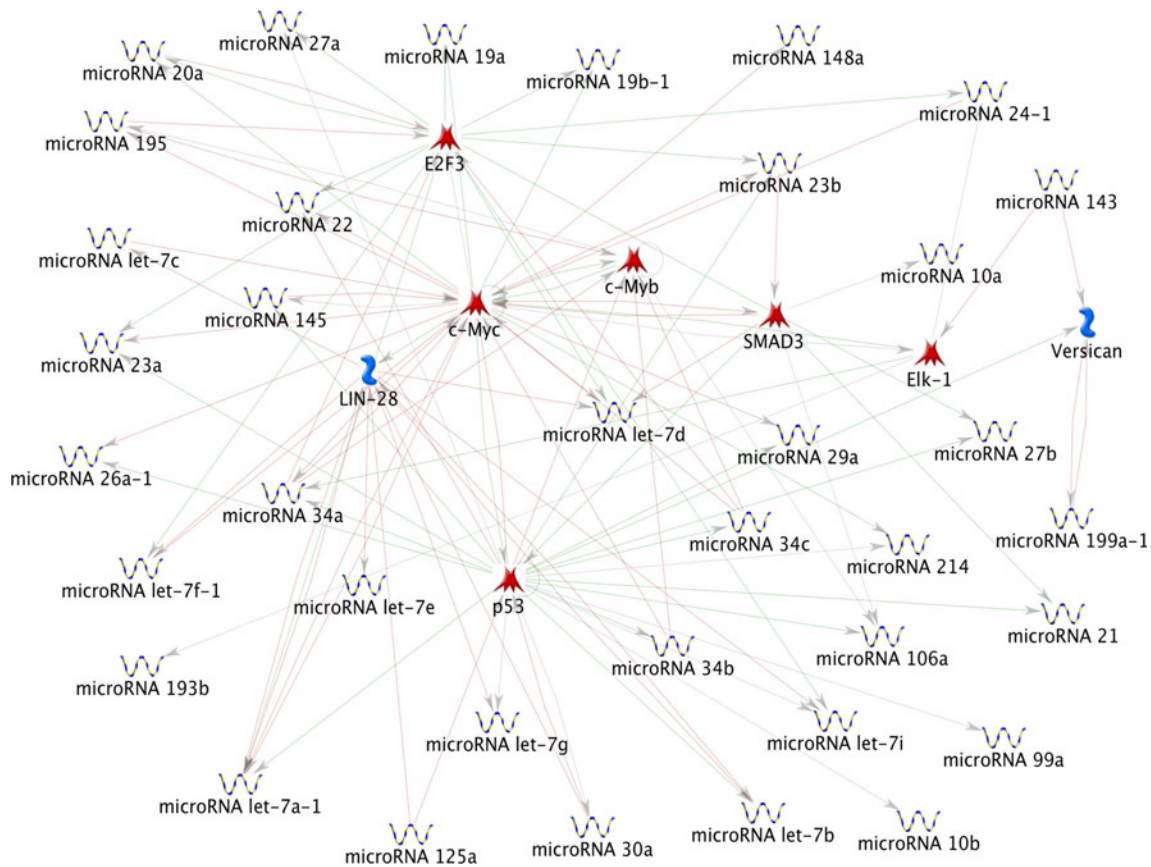 microRNA 27a
microRNA 19a
microRNA 148a
microRNA 20a
microRNA 19b-1
microRNA 24-1
microRNA 195
E2F3
microRNA 23b
microRNA 143
microRNA 22
microRNA let-7c
microRNA 10a
c-Myb
microRNA 145
c-Myc
SMAD3
Versican
microRNA 23a
Elk-1
LIN-28
microRNA let-7d
microRNA 29a
microRNA 27b
microRNA 26a-1
microRNA 34a
microRNA 34c
microRNA 199a-1
microRNA 214
microRNA let-7f-1
microRNA let-7e
p53
microRNA 21
microRNA 34b
microRNA 106a
microRNA 193b
microRNA let-7g
microRNA let-7i
microRNA 99a
microRNA let-7a-1
microRNA let-7b
microRNA 10b
microRNA 125a
microRNA 30a